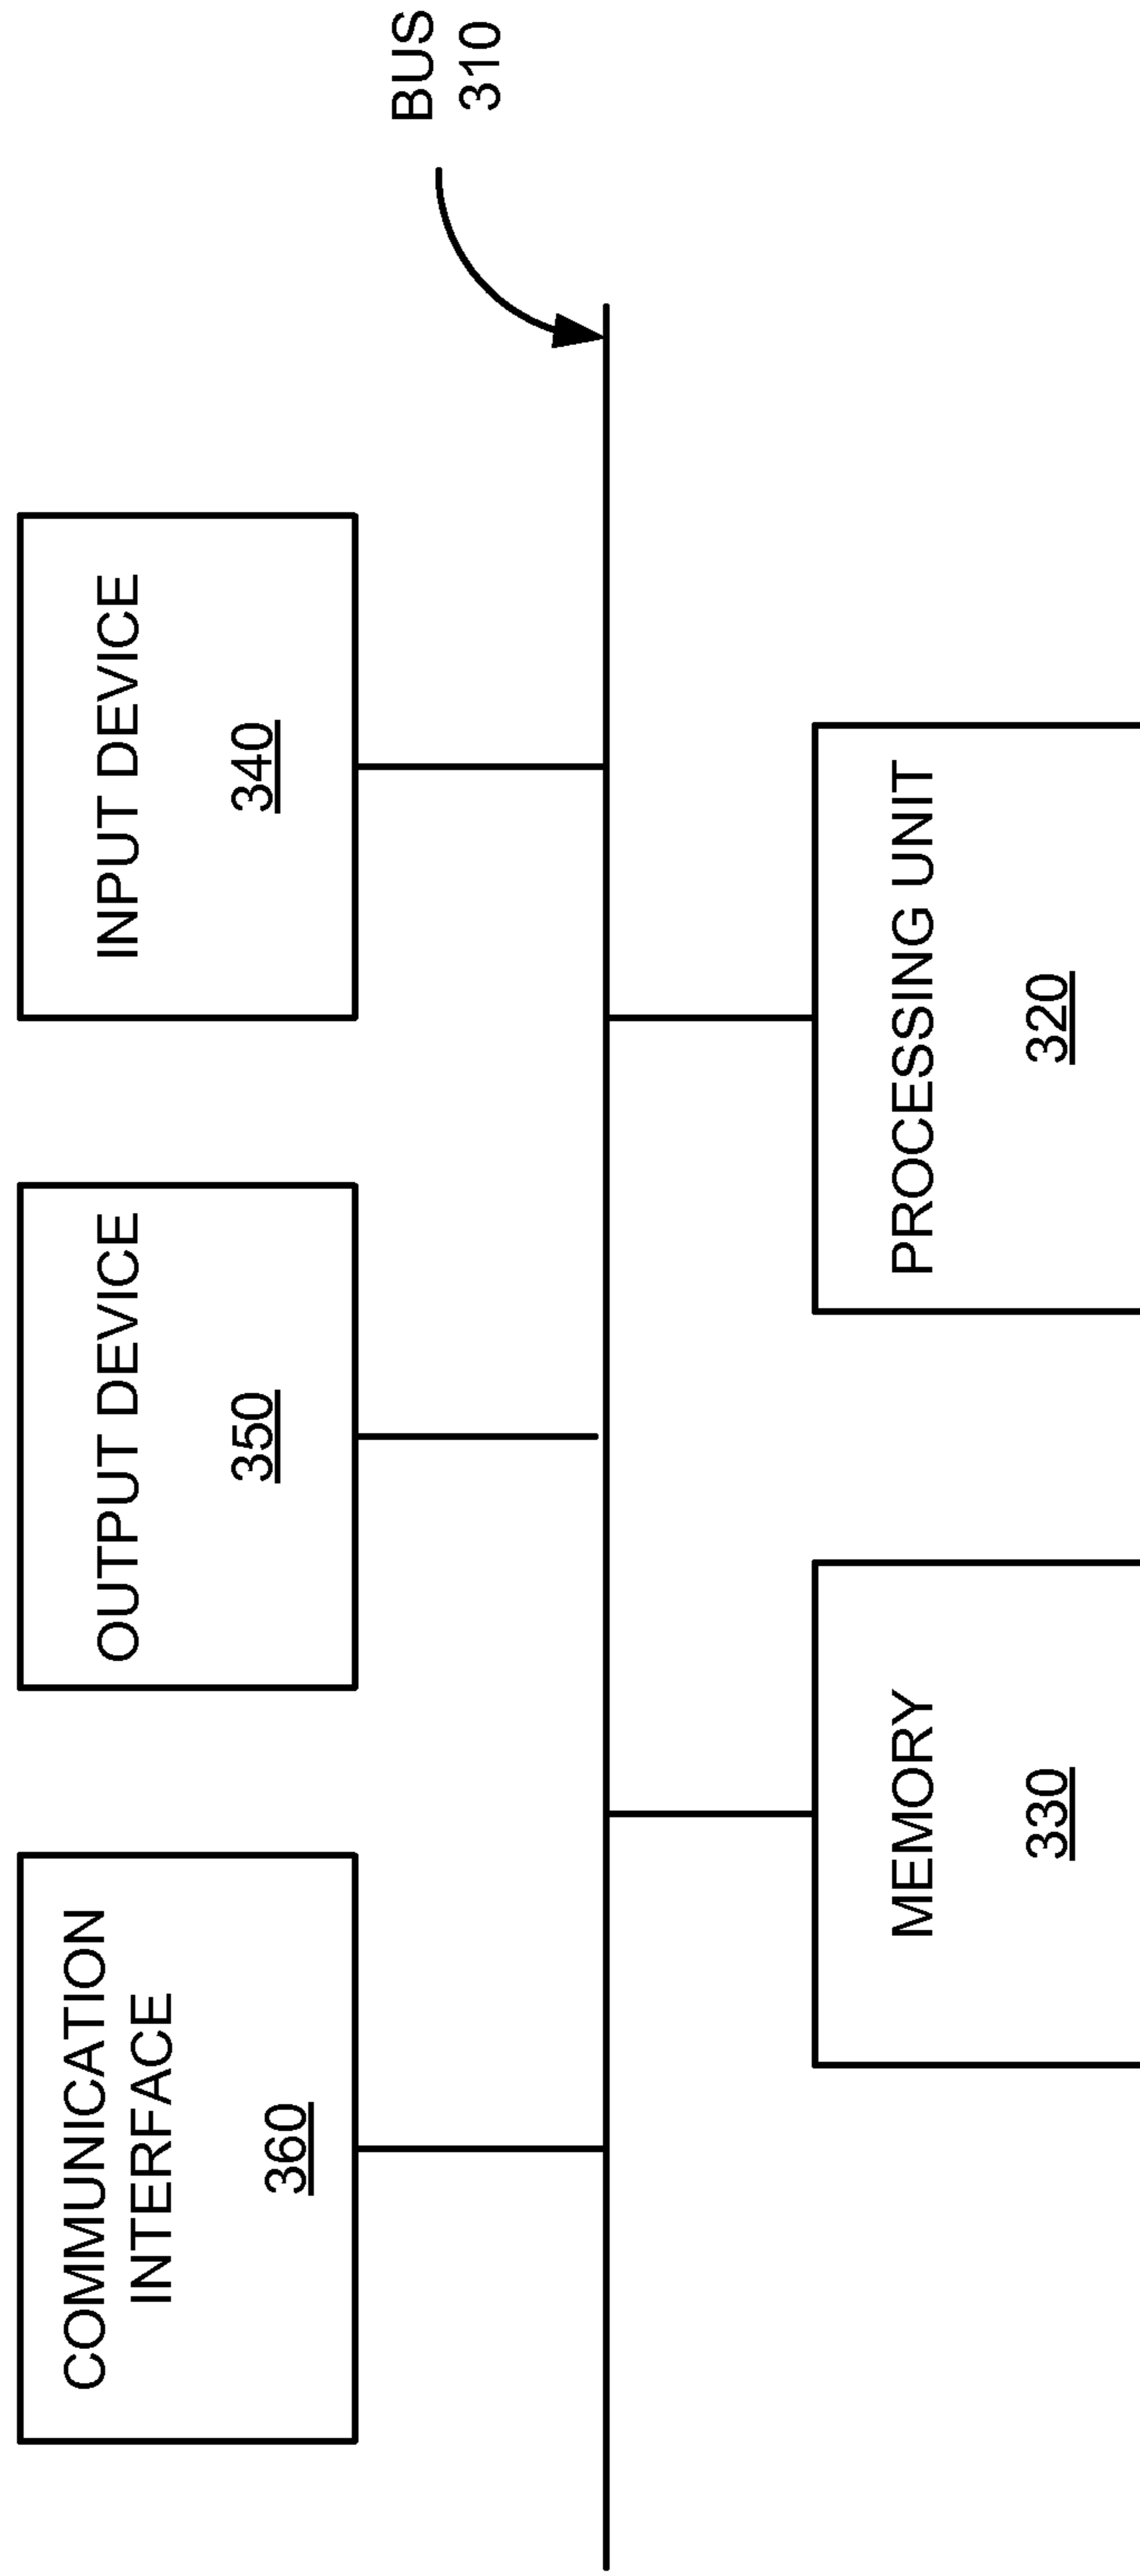 COMMUNICATION
INTERFACE
360
OUTPUT DEVICE
350
INPUT DEVICE
340
BUS
310
MEMORY
330
PROCESSING UNIT
320